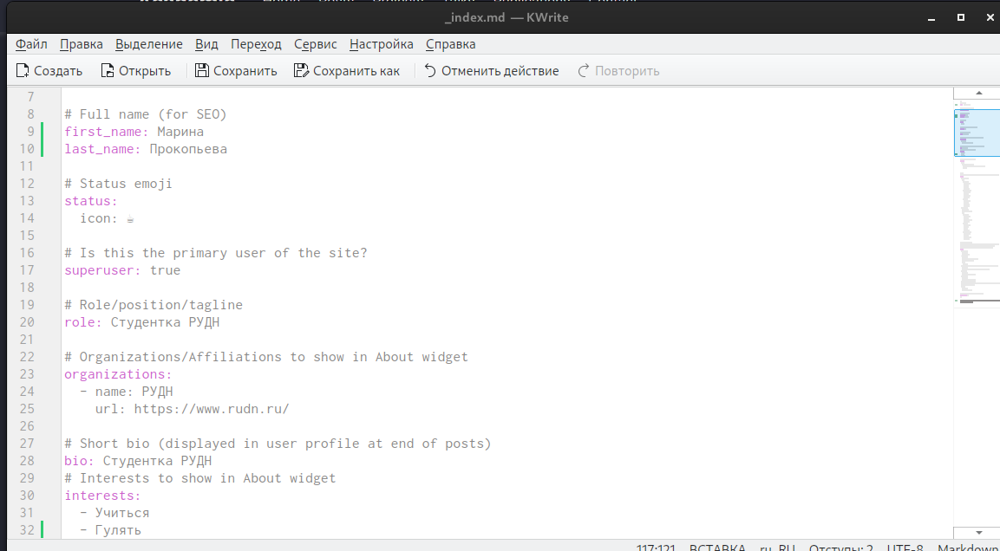 _index.md — KWrite
Файл Правка Выделение Вид Переход Сервис Настройка Справка
Создать Открыть Сохранить Сохранить как Отменить действие Повторить
7
8 # Full name (for SEO)
9 first_name: Марина
10 last_name: Прокопьева
11
12 # Status emoji
13 status:
14 icon: ☕
15
16 # Is this the primary user of the site?
17 superuser: true
18
19 # Role/position/tagline
20 role: Студентка РУДН
21
22 # Organizations/Affiliations to show in About widget
23 organizations:
24 - name: РУДН
25 url: https://www.rudn.ru/
26
27 # Short bio (displayed in user profile at end of posts)
28 bio: Студентка РУДН
29 # Interests to show in About widget
30 interests:
31 - Учиться
32 - Гулять
117:121 ВСТАВКА ru_RU Отступы: 2 UTF-8 Markdown